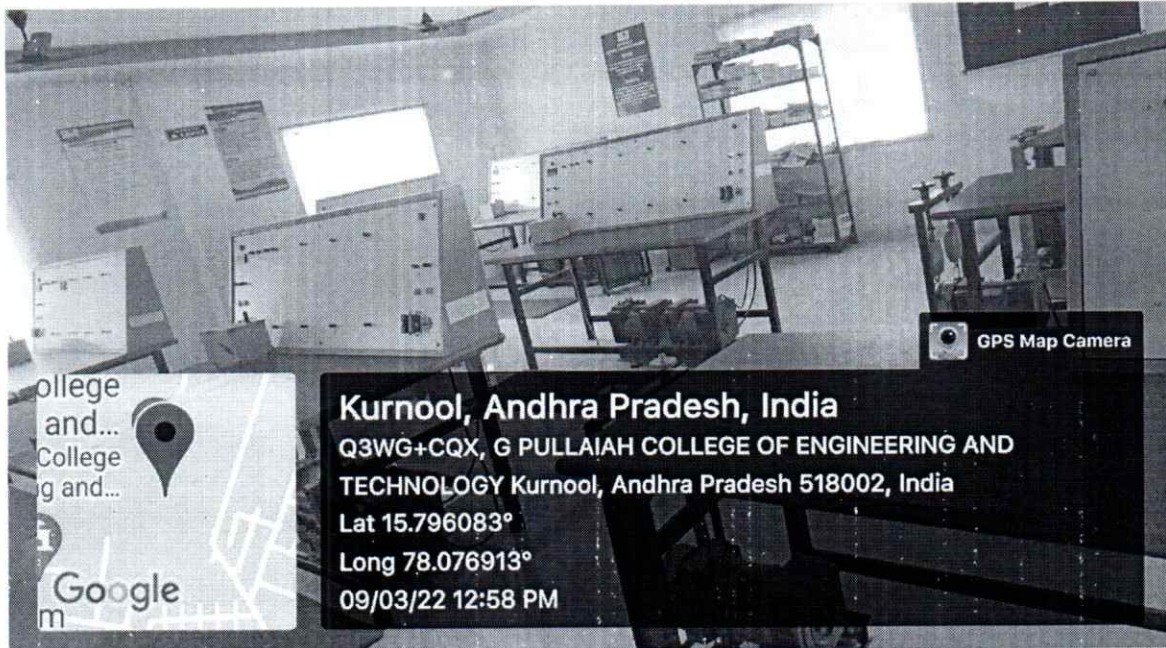 GPS Map Camera
ollege
and...
College
g and...
Google
m
Kurnool, Andhra Pradesh, India
Q3WG+CQX, G PULLAIAH COLLEGE OF ENGINEERING AND
TECHNOLOGY Kurnool, Andhra Pradesh 518002, India
Lat 15.796083°
Long 78.076913°
09/03/22 12:58 PM